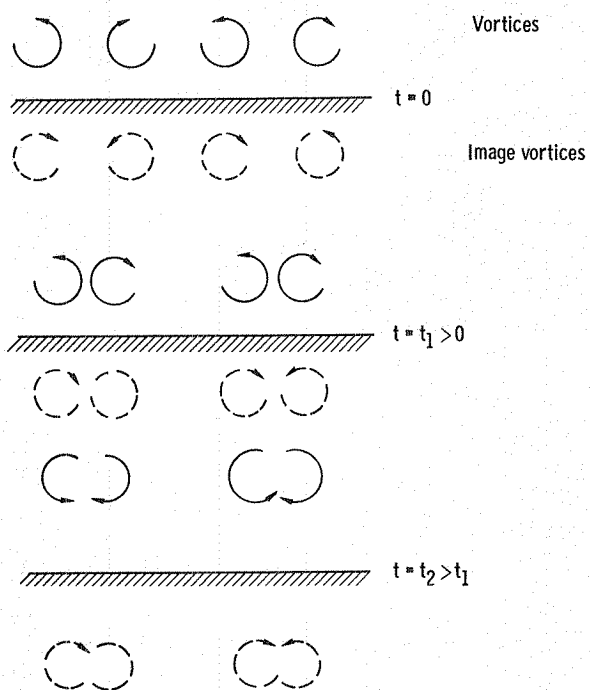 Vortices
t = 0
Image vortices
t = t₁ > 0
t = t₂ > t₁